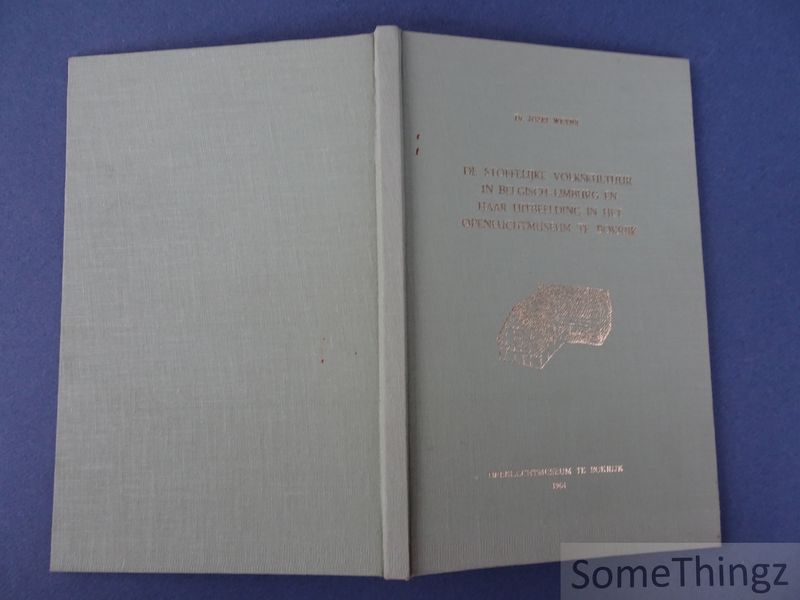 Dr. JOZEF WEYNS
DE STOFFELIJKE VOLKSKULTUUR
IN BELGISCH-LIMBURG EN
HAAR UITBEELDING IN HET
OPENLUCHTMUSEUM TE BOKRIJK
OPENLUCHTMUSEUM TE BOKRIJK
1964
SomeThingz